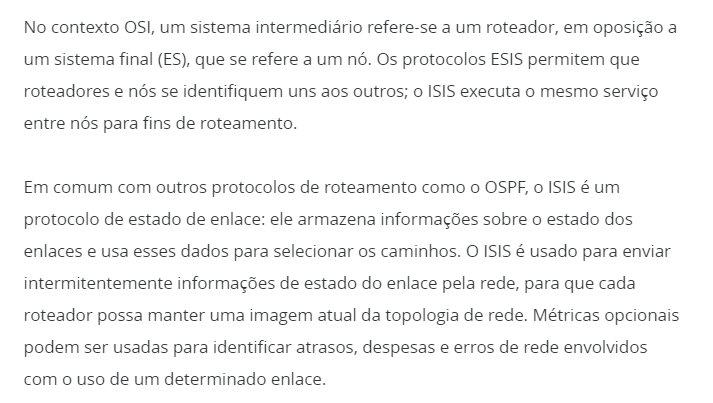 No contexto OSI, um sistema intermediário refere-se a um roteador, em oposição a
um sistema final (ES), que se refere a um nó. Os protocolos ESIS permitem que
roteadores e nós se identifiquem uns aos outros; o ISIS executa o mesmo serviço
entre nós para fins de roteamento.
Em comum com outros protocolos de roteamento como o OSPF, o ISIS é um
protocolo de estado de enlace: ele armazena informações sobre o estado dos
enlaces e usa esses dados para selecionar os caminhos. O ISIS é usado para enviar
intermitentemente informações de estado do enlace pela rede, para que cada
roteador possa manter uma imagem atual da topologia de rede. Métricas opcionais
podem ser usadas para identificar atrasos, despesas e erros de rede envolvidos
com o uso de um determinado enlace.